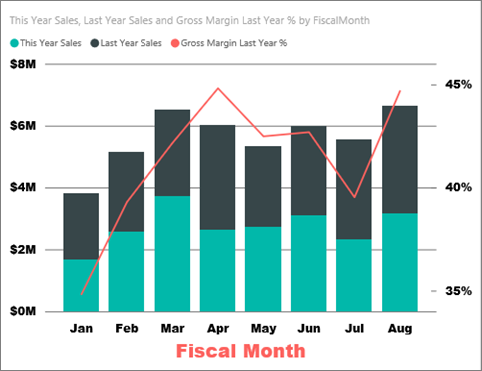 This Year Sales, Last Year Sales and Gross Margin Last Year % by FiscalMonth
This Year Sales Last Year Sales Gross Margin Last Year %
$8M
45%
$6M
$4M 40%
$2M
35%
$0M
Jan Feb Mar Apr May Jun Jul Aug
Fiscal Month